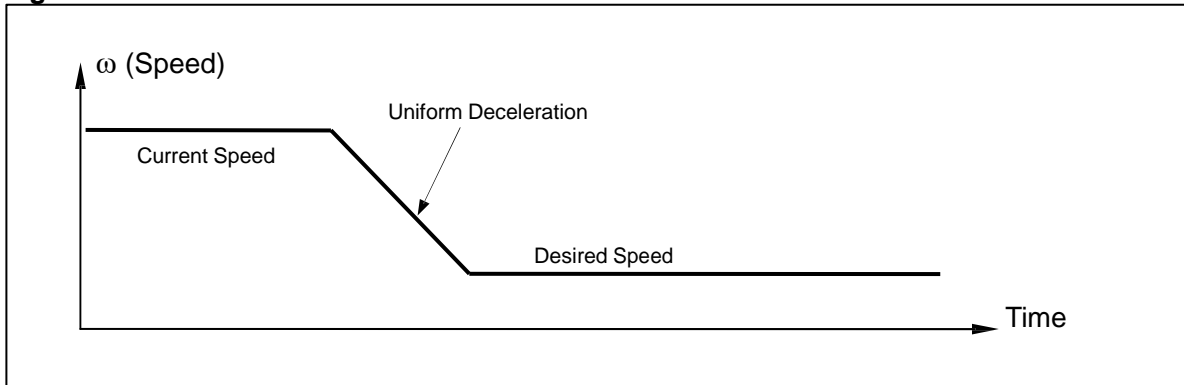 ω (Speed)
Uniform Deceleration
Current Speed
Desired Speed
Time